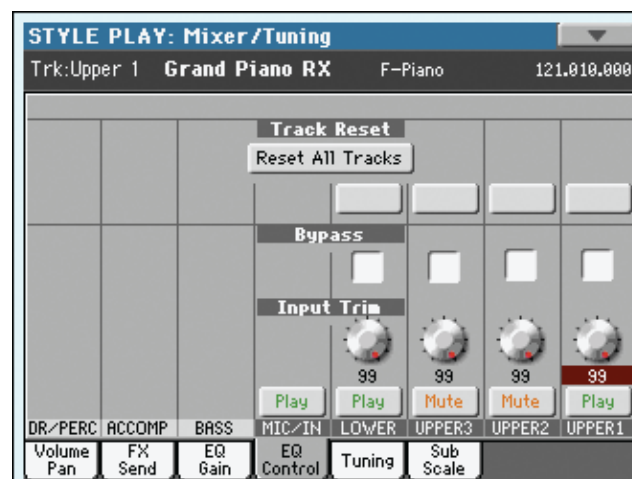 STYLE PLAY: Mixer/Tuning
Trk:Upper 1 Grand Piano RX F-Piano 121.010.000
Track Reset
Reset All Tracks
Bypass
Input Trim
99 99 99 99
Play Play Mute Mute Play
DR/PERC ACCOMP BASS MIC/IN LOWER UPPER3 UPPER2 UPPER1
Volume Pan FX Send EQ Gain EQ Control Tuning Sub Scale